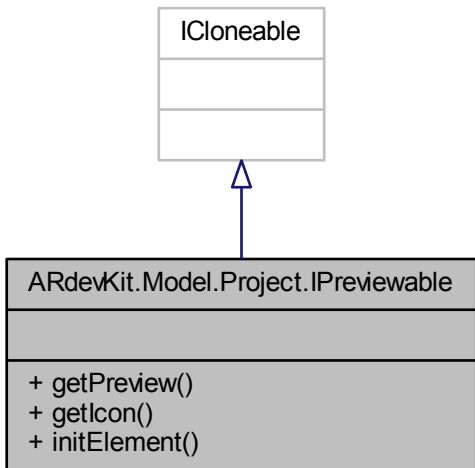 ICloneable
ARdevKit.Model.Project.IPreviewable
+ getPreview()
+ getIcon()
+ initElement()